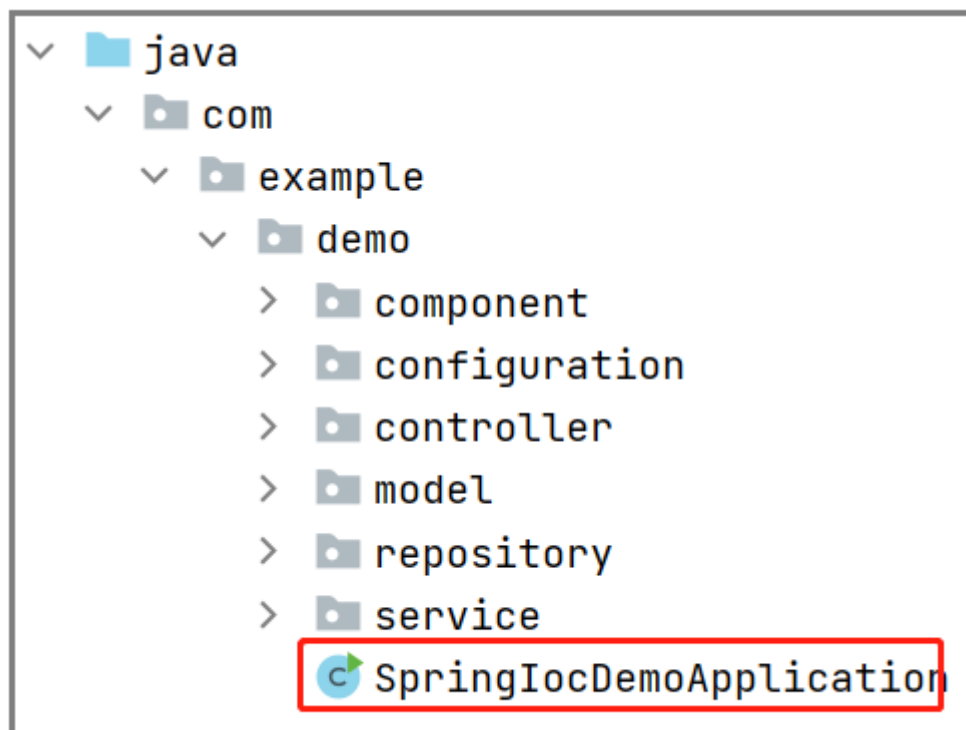 java
com
example
demo
component
configuration
controller
model
repository
service
C SpringIocDemoApplication